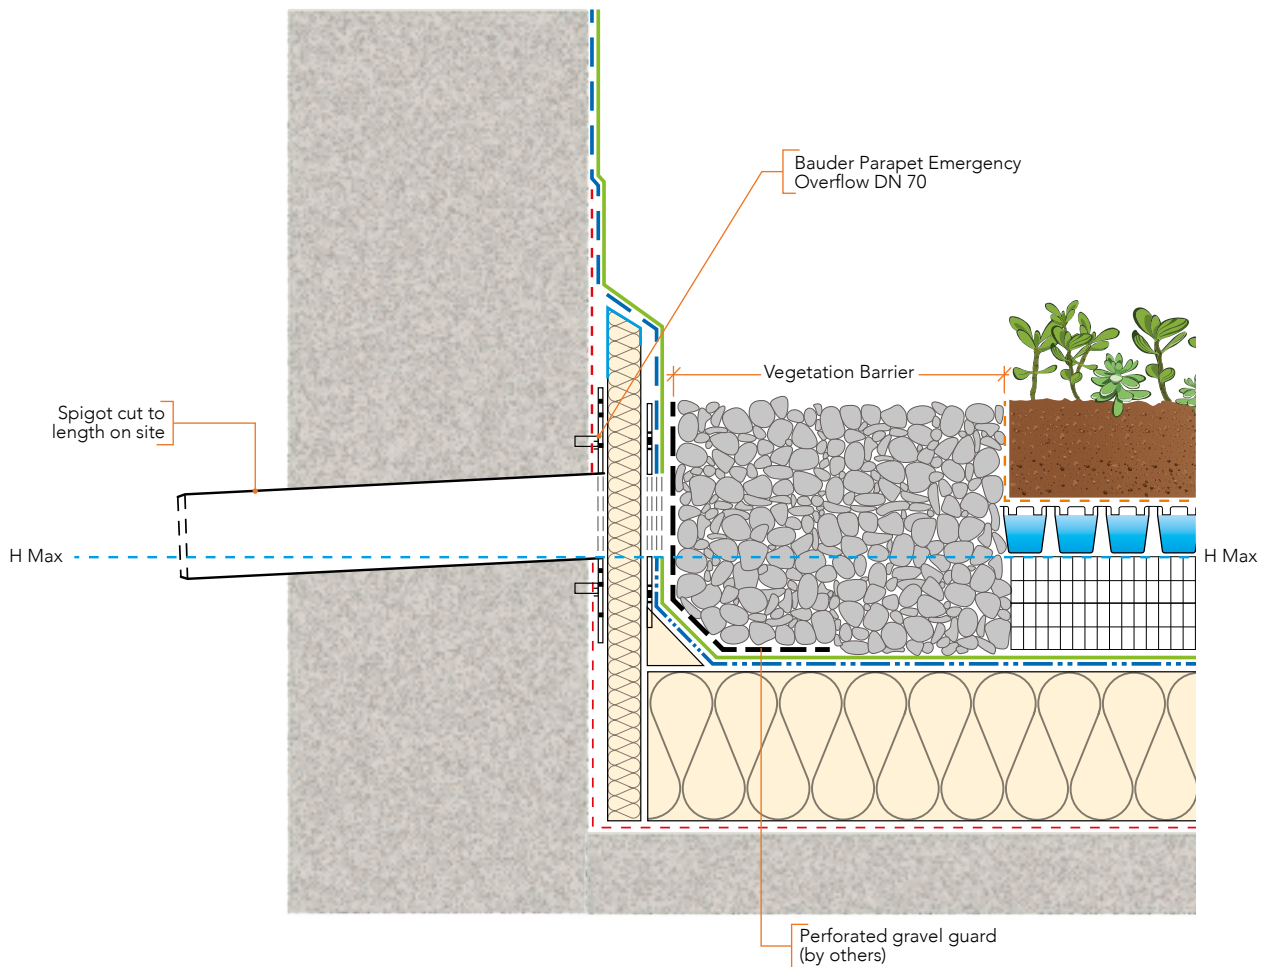 Bauder Parapet Emergency
Overflow DN 70
Vegetation Barrier
Spigot cut to
length on site
H Max
H Max
Perforated gravel guard
(by others)